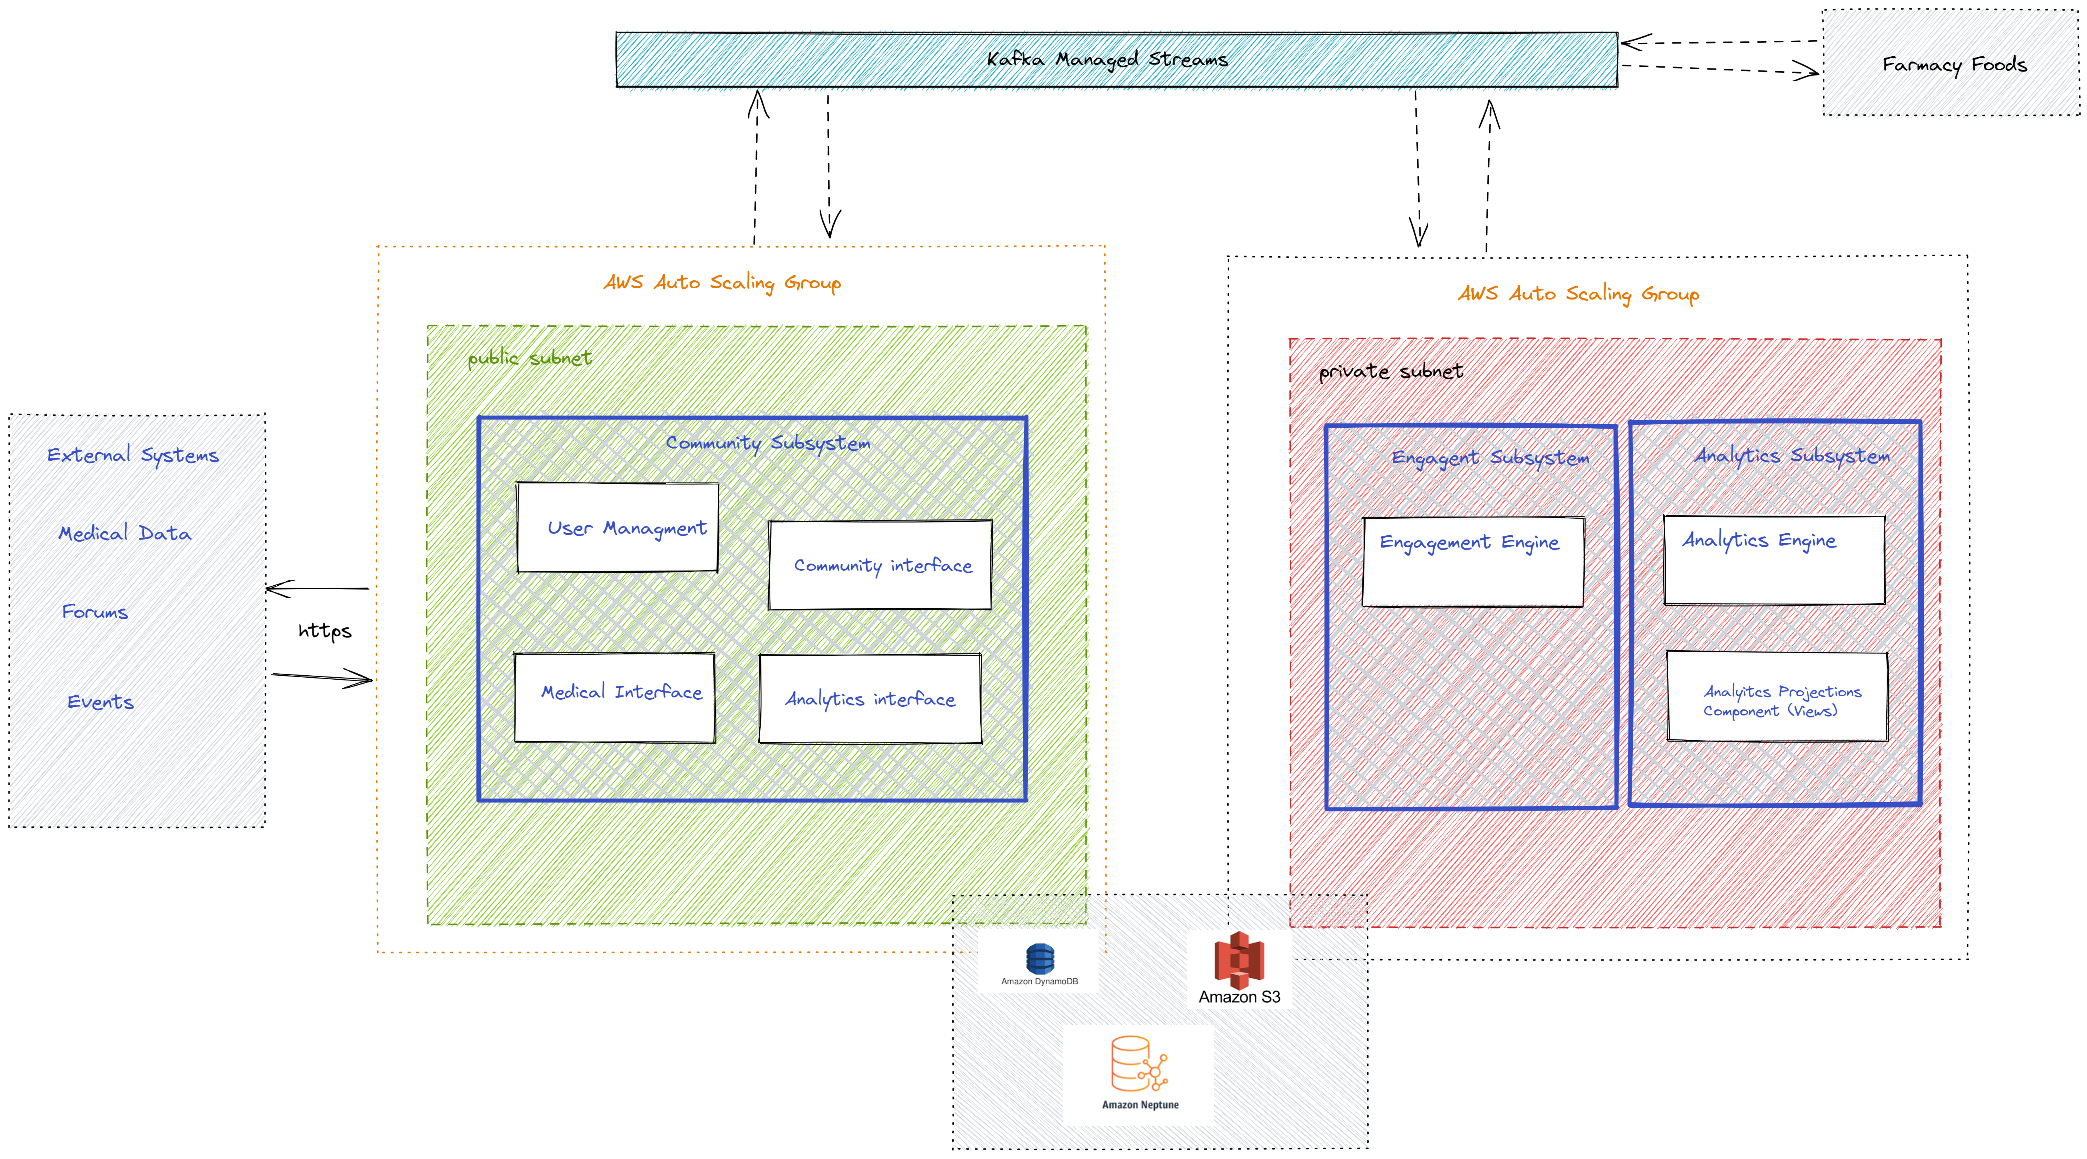 Kafka Managed Streams
Farmacy Foods
AWS Auto Scaling Group
AWS Auto Scaling Group
public subnet
private subnet
External Systems
Medical Data
Forums
Events
https
Community Subsystem
User Managment
Community interface
Medical Interface
Analytics interface
Engagent Subsystem
Engagement Engine
Analytics Subsystem
Analytics Engine
Analyitcs Projections
Component (Views)
Amazon DynamoDB
Amazon S3
Amazon Neptune